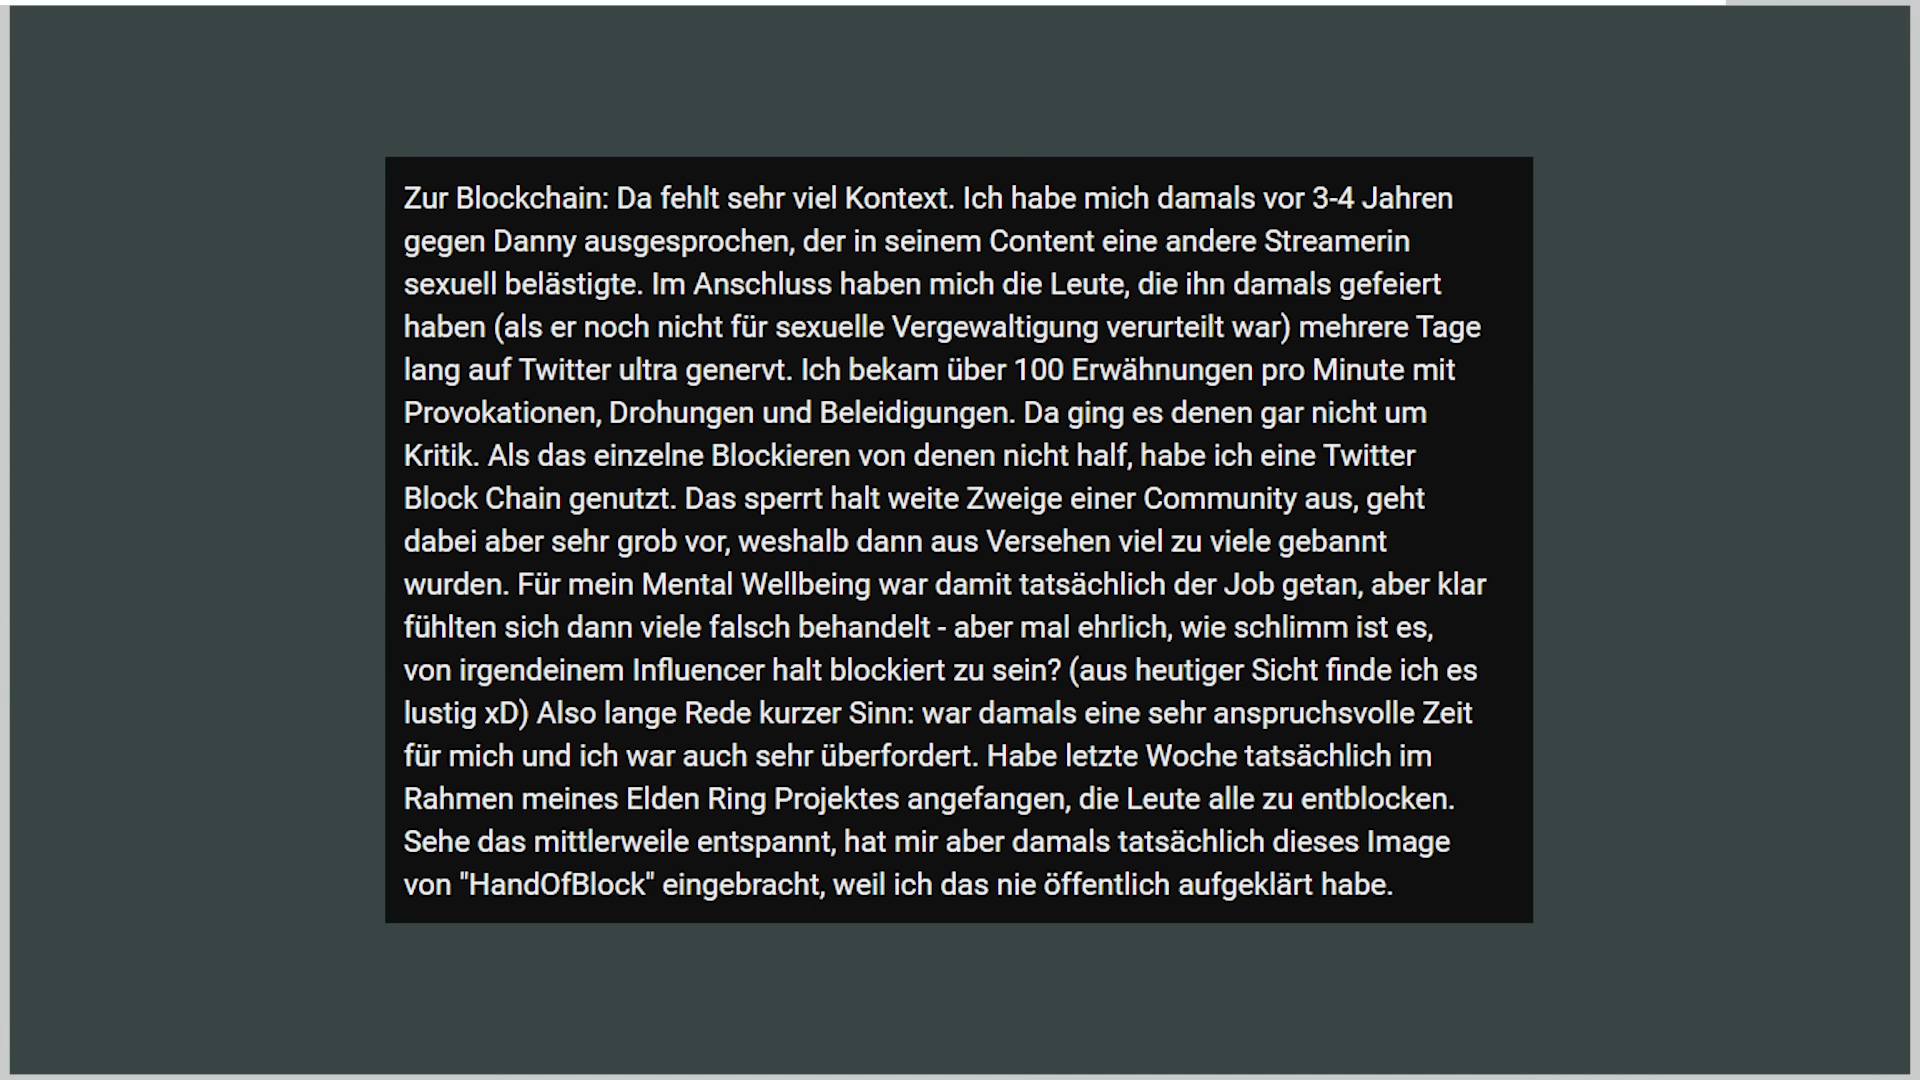 Zur Blockchain: Da fehlt sehr viel Kontext. Ich habe mich damals vor 3-4 Jahren
gegen Danny ausgesprochen, der in seinem Content eine andere Streamerin
sexuell belästigte. Im Anschluss haben mich die Leute, die ihn damals gefeiert
haben (als er noch nicht für sexuelle Vergewaltigung verurteilt war) mehrere Tage
lang auf Twitter ultra genervt. Ich bekam über 100 Erwähnungen pro Minute mit
Provokationen, Drohungen und Beleidigungen. Da ging es denen gar nicht um
Kritik. Als das einzelne Blockieren von denen nicht half, habe ich eine Twitter
Block Chain genutzt. Das sperrt halt weite Zweige einer Community aus, geht
dabei aber sehr grob vor, weshalb dann aus Versehen viel zu viele gebannt
wurden. Für mein Mental Wellbeing war damit tatsächlich der Job getan, aber klar
fühlten sich dann viele falsch behandelt - aber mal ehrlich, wie schlimm ist es,
von irgendeinem Influencer halt blockiert zu sein? (aus heutiger Sicht finde ich es
lustig xD) Also lange Rede kurzer Sinn: war damals eine sehr anspruchsvolle Zeit
für mich und ich war auch sehr überfordert. Habe letzte Woche tatsächlich im
Rahmen meines Elden Ring Projektes angefangen, die Leute alle zu entblocken.
Sehe das mittlerweile entspannt, hat mir aber damals tatsächlich dieses Image
von "HandOfBlock" eingebracht, weil ich das nie öffentlich aufgeklärt habe.